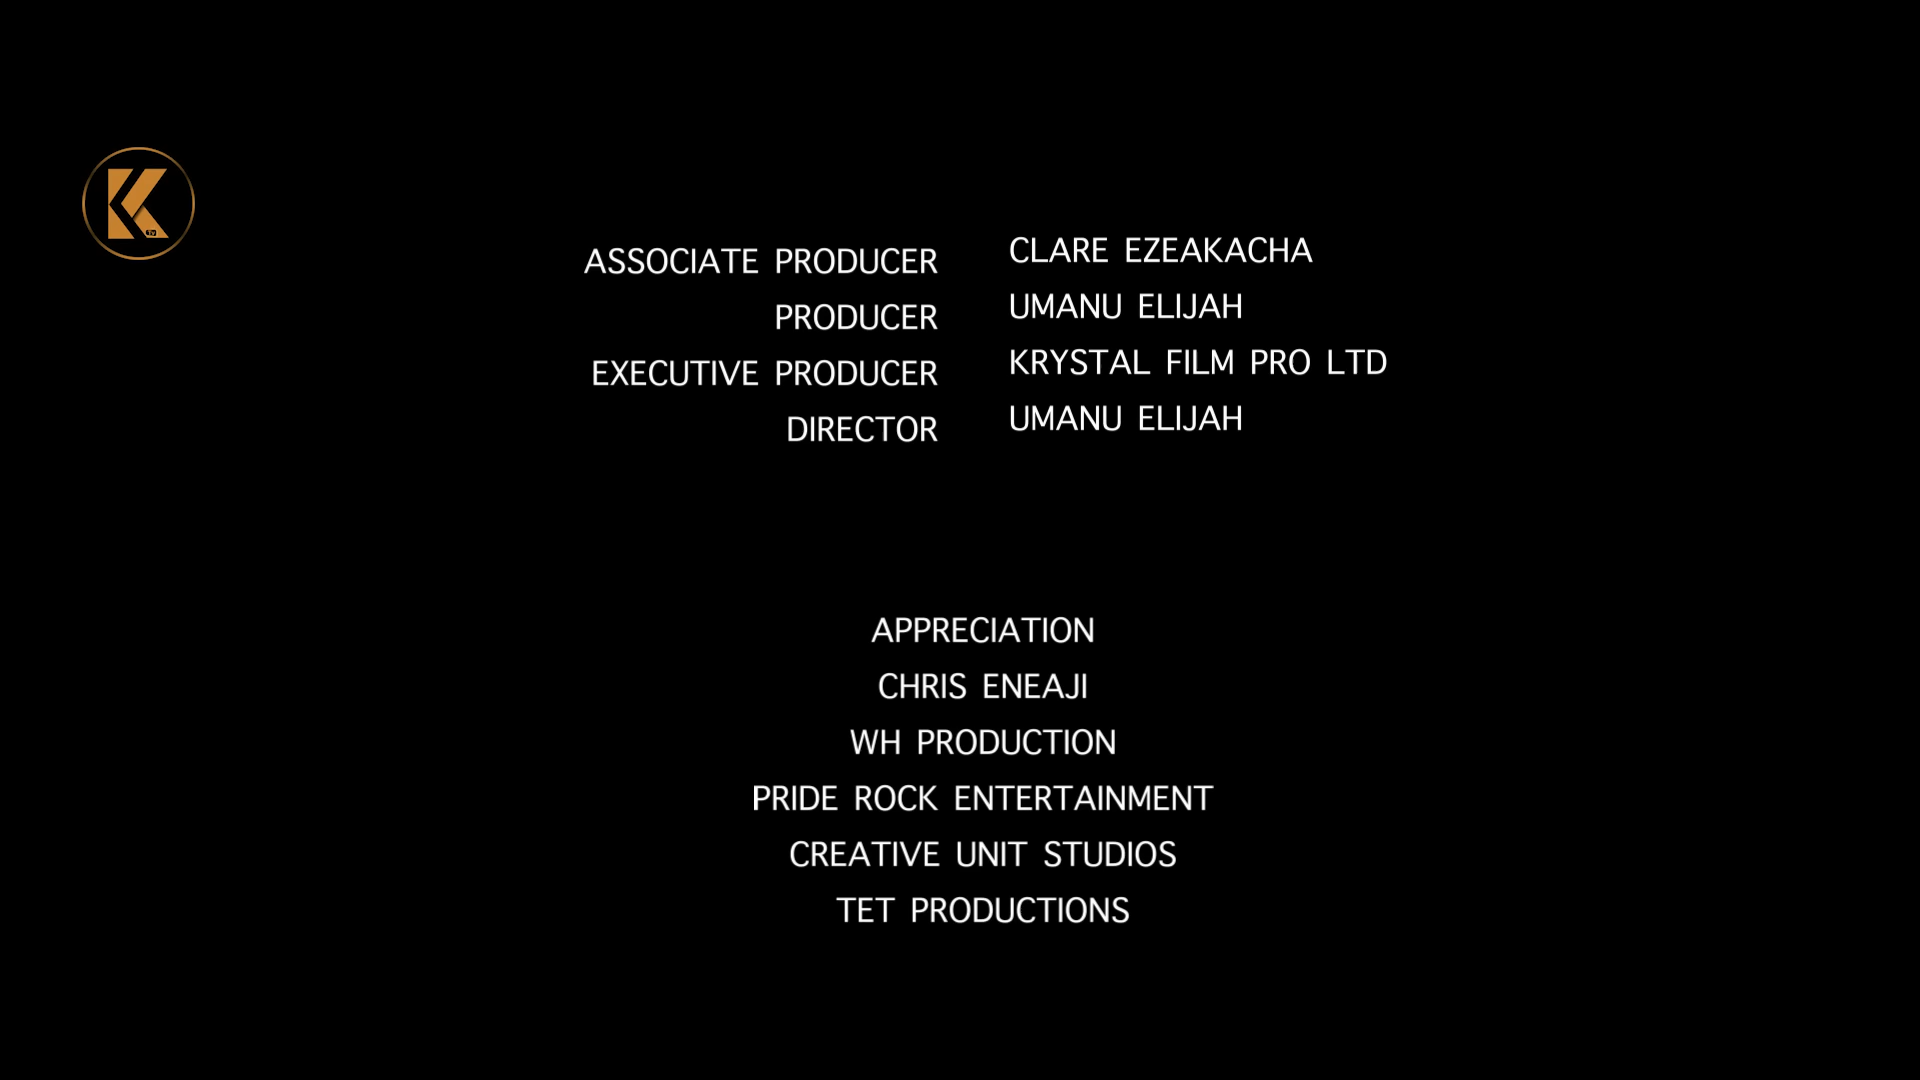 K
TV
ASSOCIATE PRODUCER CLARE EZEAKACHA
PRODUCER UMANU ELIJAH
EXECUTIVE PRODUCER KRYSTAL FILM PRO LTD
DIRECTOR UMANU ELIJAH
APPRECIATION
CHRIS ENEAJI
WH PRODUCTION
PRIDE ROCK ENTERTAINMENT
CREATIVE UNIT STUDIOS
TET PRODUCTIONS